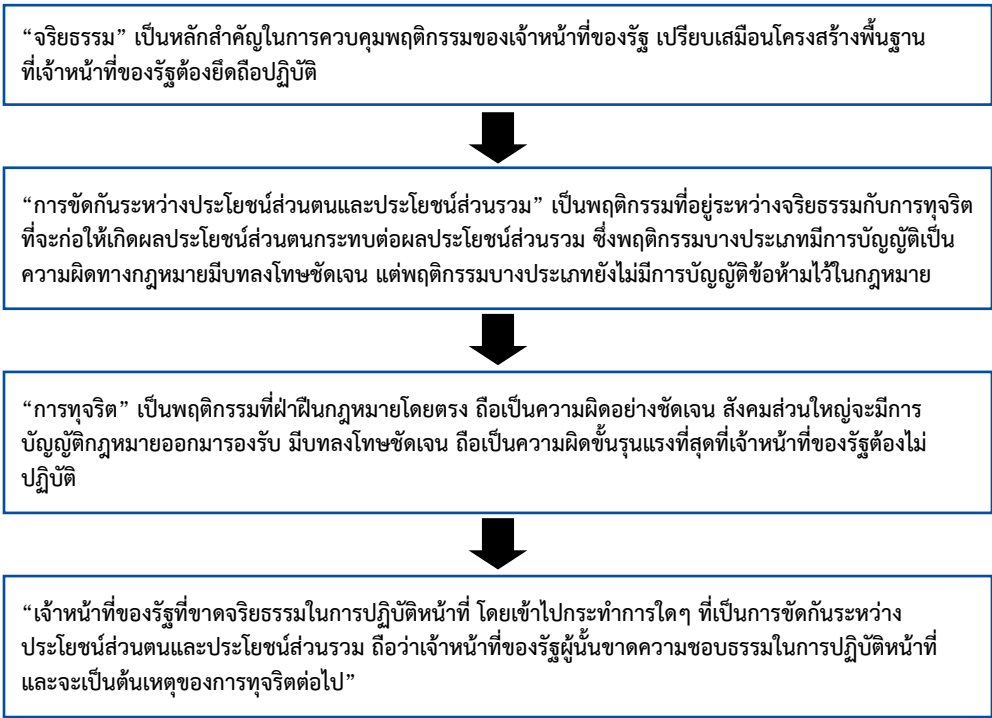 “จริยธรรม” เป็นหลักสำคัญในการควบคุมพฤติกรรมของเจ้าหน้าที่ของรัฐ เปรียบเสมือนโครงสร้างพื้นฐาน
ที่เจ้าหน้าที่ของรัฐต้องยึดถือปฏิบัติ
“การขัดกันระหว่างประโยชน์ส่วนตนและประโยชน์ส่วนรวม” เป็นพฤติกรรมที่อยู่ระหว่างจริยธรรมกับการทุจริต
ที่จะก่อให้เกิดผลประโยชน์ส่วนตนกระทบต่อผลประโยชน์ส่วนรวม ซึ่งพฤติกรรมบางประเภทมีการบัญญัติเป็น
ความผิดทางกฎหมายมีบทลงโทษชัดเจน แต่พฤติกรรมบางประเภทยังไม่มีการบัญญัติข้อห้ามไว้ในกฎหมาย
“การทุจริต” เป็นพฤติกรรมที่ฝ่าฝืนกฎหมายโดยตรง ถือเป็นความผิดอย่างชัดเจน สังคมส่วนใหญ่จะมีการ
บัญญัติกฎหมายออกมารองรับ มีบทลงโทษชัดเจน ถือเป็นความผิดขั้นรุนแรงที่สุดที่เจ้าหน้าที่ของรัฐต้องไม่
ปฏิบัติ
“เจ้าหน้าที่ของรัฐที่ขาดจริยธรรมในการปฏิบัติหน้าที่ โดยเข้าไปกระทำการใดๆ ที่เป็นการขัดกันระหว่าง
ประโยชน์ส่วนตนและประโยชน์ส่วนรวม ถือว่าเจ้าหน้าที่ของรัฐผู้นั้นขาดความชอบธรรมในการปฏิบัติหน้าที่
และจะเป็นต้นเหตุของการทุจริตต่อไป”